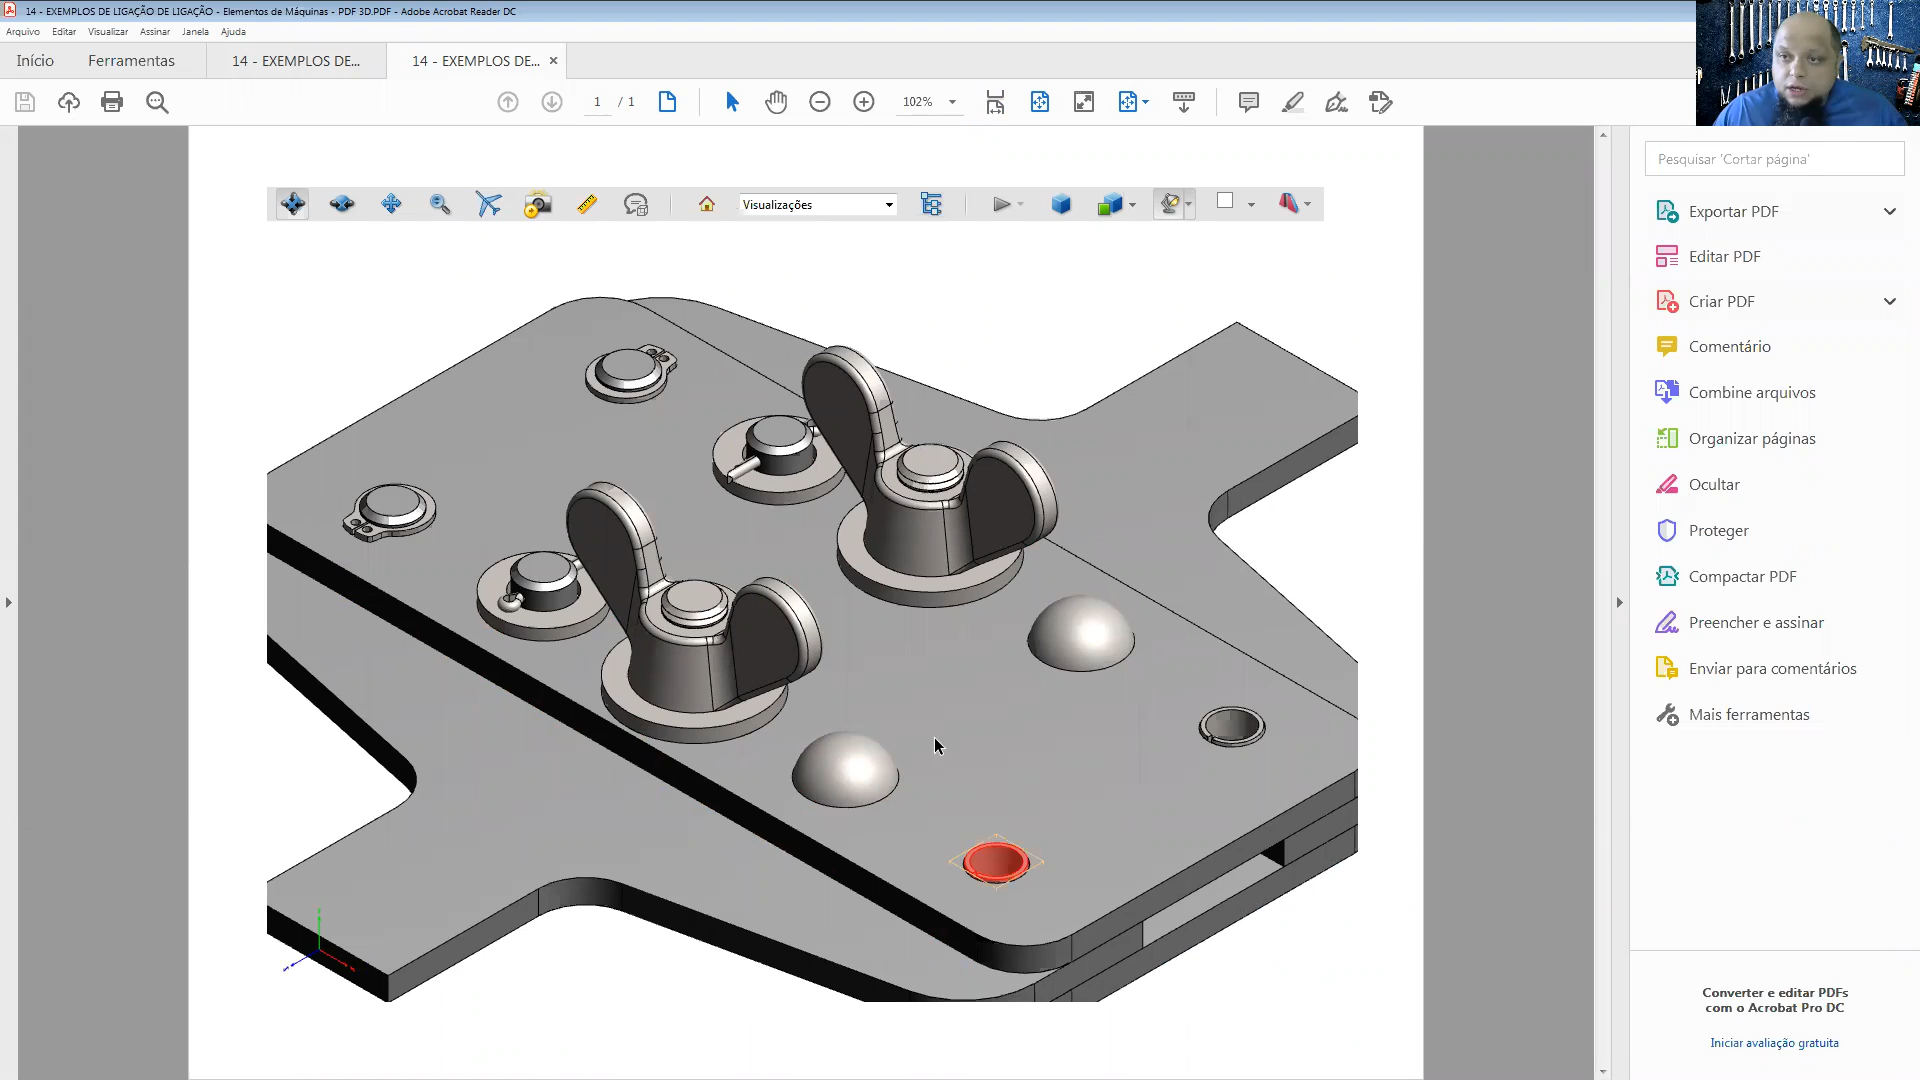 14 - EXEMPLOS DE LIGAÇÃO DE LIGAÇÃO - Elementos de Máquinas - PDF 3D.PDF - Adobe Acrobat Reader DC
Arquivo Editar Visualizar Assinar Janela Ajuda
Início Ferramentas 14 - EXEMPLOS DE... 14 - EXEMPLOS DE... ×
1 / 1 102%
Visualizações
Pesquisar 'Cortar página'
Exportar PDF
Editar PDF
Criar PDF
Comentário
Combine arquivos
Organizar páginas
Ocultar
Proteger
Compactar PDF
Preencher e assinar
Enviar para comentários
Mais ferramentas
Converter e editar PDFs
com o Acrobat Pro DC
Iniciar avaliação gratuita